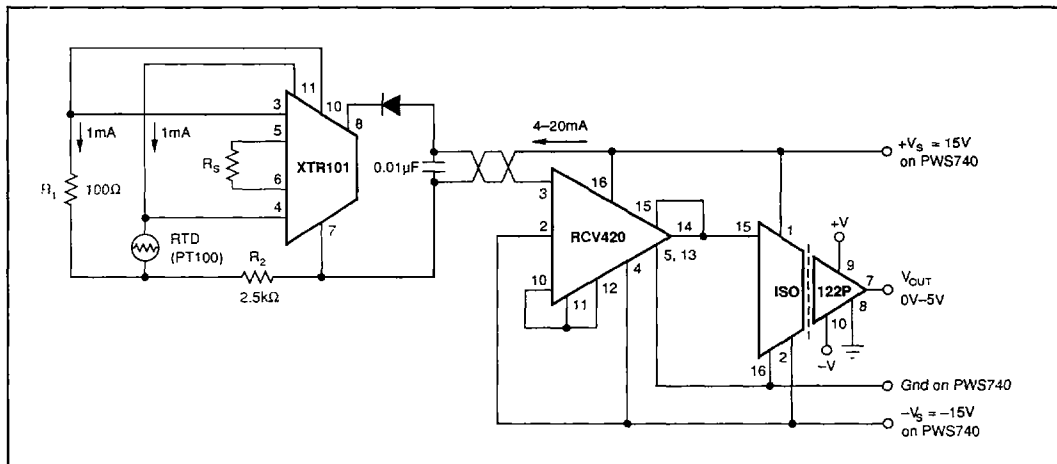 11
10
3
8
1mA
1mA
5
4–20mA
+VS = 15V
on PWS740
RS
XTR101
0.01µF
16
R1
100Ω
6
3
15
4
2
RCV420
14
15
1
+V
7
RTD
(PT100)
R2
2.5kΩ
5, 13
4
9
7
VOUT
0V–5V
10
12
ISO
122P
8
11
10
2
16
–V
Gnd on PWS740
–VS = –15V
on PWS740